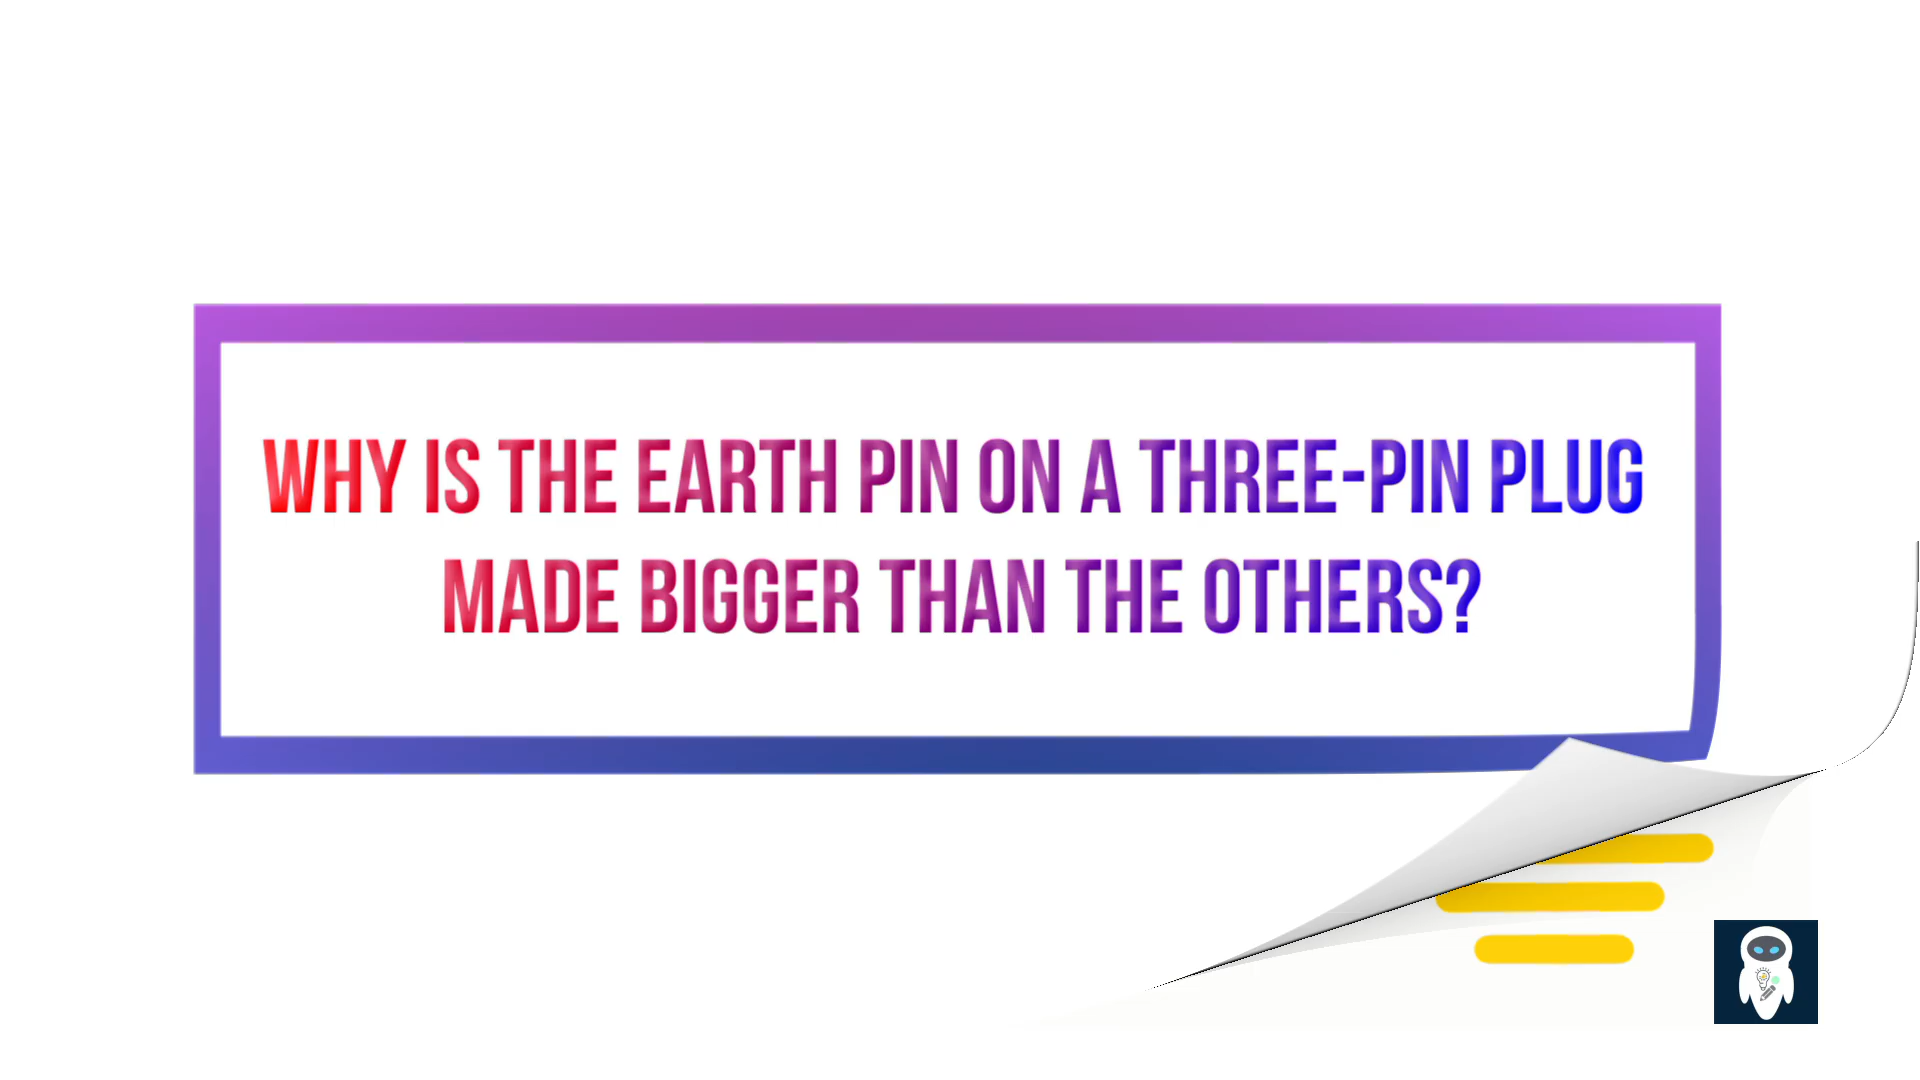 WHY IS THE EARTH PIN ON A THREE-PIN PLUG
MADE BIGGER THAN THE OTHERS?